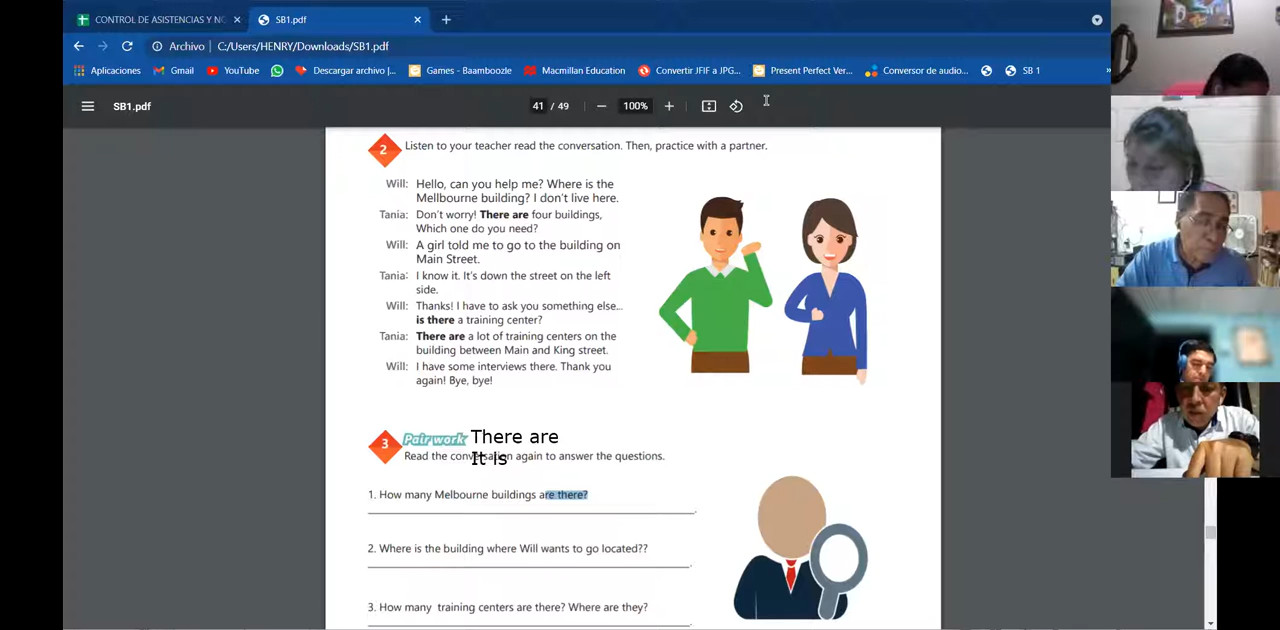 CONTROL DE ASISTENCIAS Y NO
SB1.pdf
Archivo | C:/Users/HENRY/Downloads/SB1.pdf
Aplicaciones Gmail YouTube Descargar archivo |... Games - Baamboozle Macmillan Education Convertir JFIF a JPG... Present Perfect Ver... Conversor de audio... SB 1 »
SB1.pdf 41 / 49 100%
2 Listen to your teacher read the conversation. Then, practice with a partner.
Will: Hello, can you help me? Where is the
Mellbourne building? I don't live here.
Tania: Don't worry! There are four buildings,
Which one do you need?
Will: A girl told me to go to the building on
Main Street.
Tania: I know it. It's down the street on the left
side.
Will: Thanks! I have to ask you something else...
is there a training center?
Tania: There are a lot of training centers on the
building between Main and King street.
Will: I have some interviews there. Thank you
again! Bye, bye!
3 Pair work There are
It is
Read the conversation again to answer the questions.
1. How many Melbourne buildings are there?
2. Where is the building where Will wants to go located??
3. How many training centers are there? Where are they?